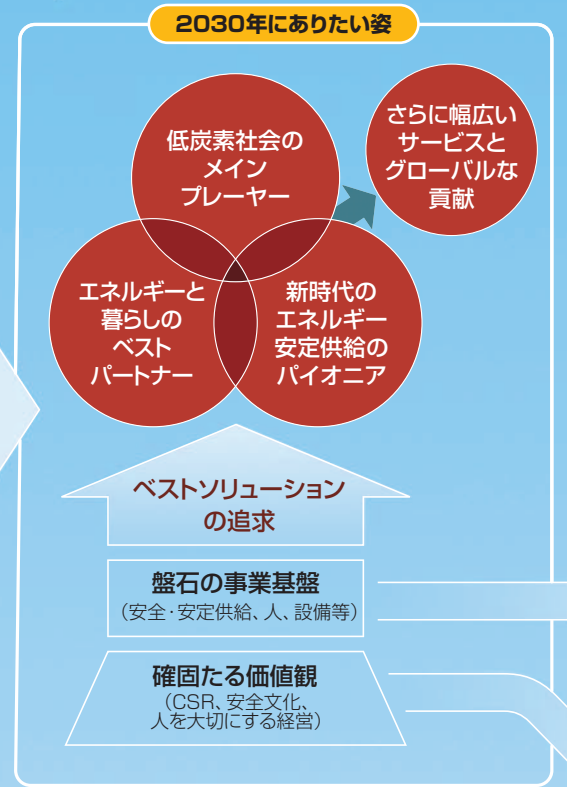 2030年にありたい姿
低炭素社会の
メイン
プレーヤー
さらに幅広い
サービスと
グローバルな
貢献
エネルギーと
暮らしの
ベスト
パートナー
新時代の
エネルギー
安定供給の
パイオニア
ベストソリューション
の追求
盤石の事業基盤
（安全・安定供給、人、設備等）
確固たる価値観
（CSR、安全文化、
人を大切にする経営）